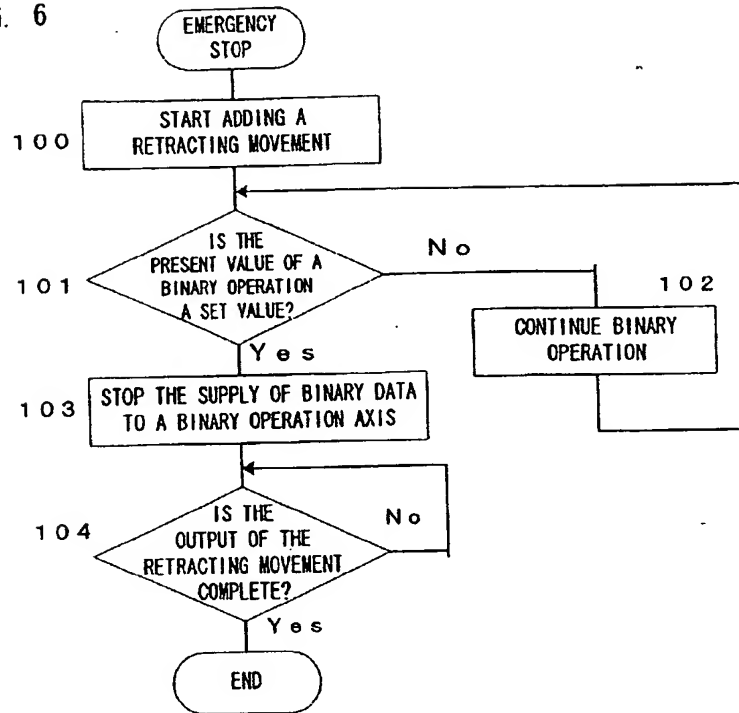 6
EMERGENCY
STOP
100
START ADDING A
RETRACTING MOVEMENT
101
IS THE
PRESENT VALUE OF A
BINARY OPERATION
A SET VALUE?
No
102
CONTINUE BINARY
OPERATION
Yes
103
STOP THE SUPPLY OF BINARY DATA
TO A BINARY OPERATION AXIS
104
IS THE
OUTPUT OF THE
RETRACTING MOVEMENT
COMPLETE?
No
Yes
END